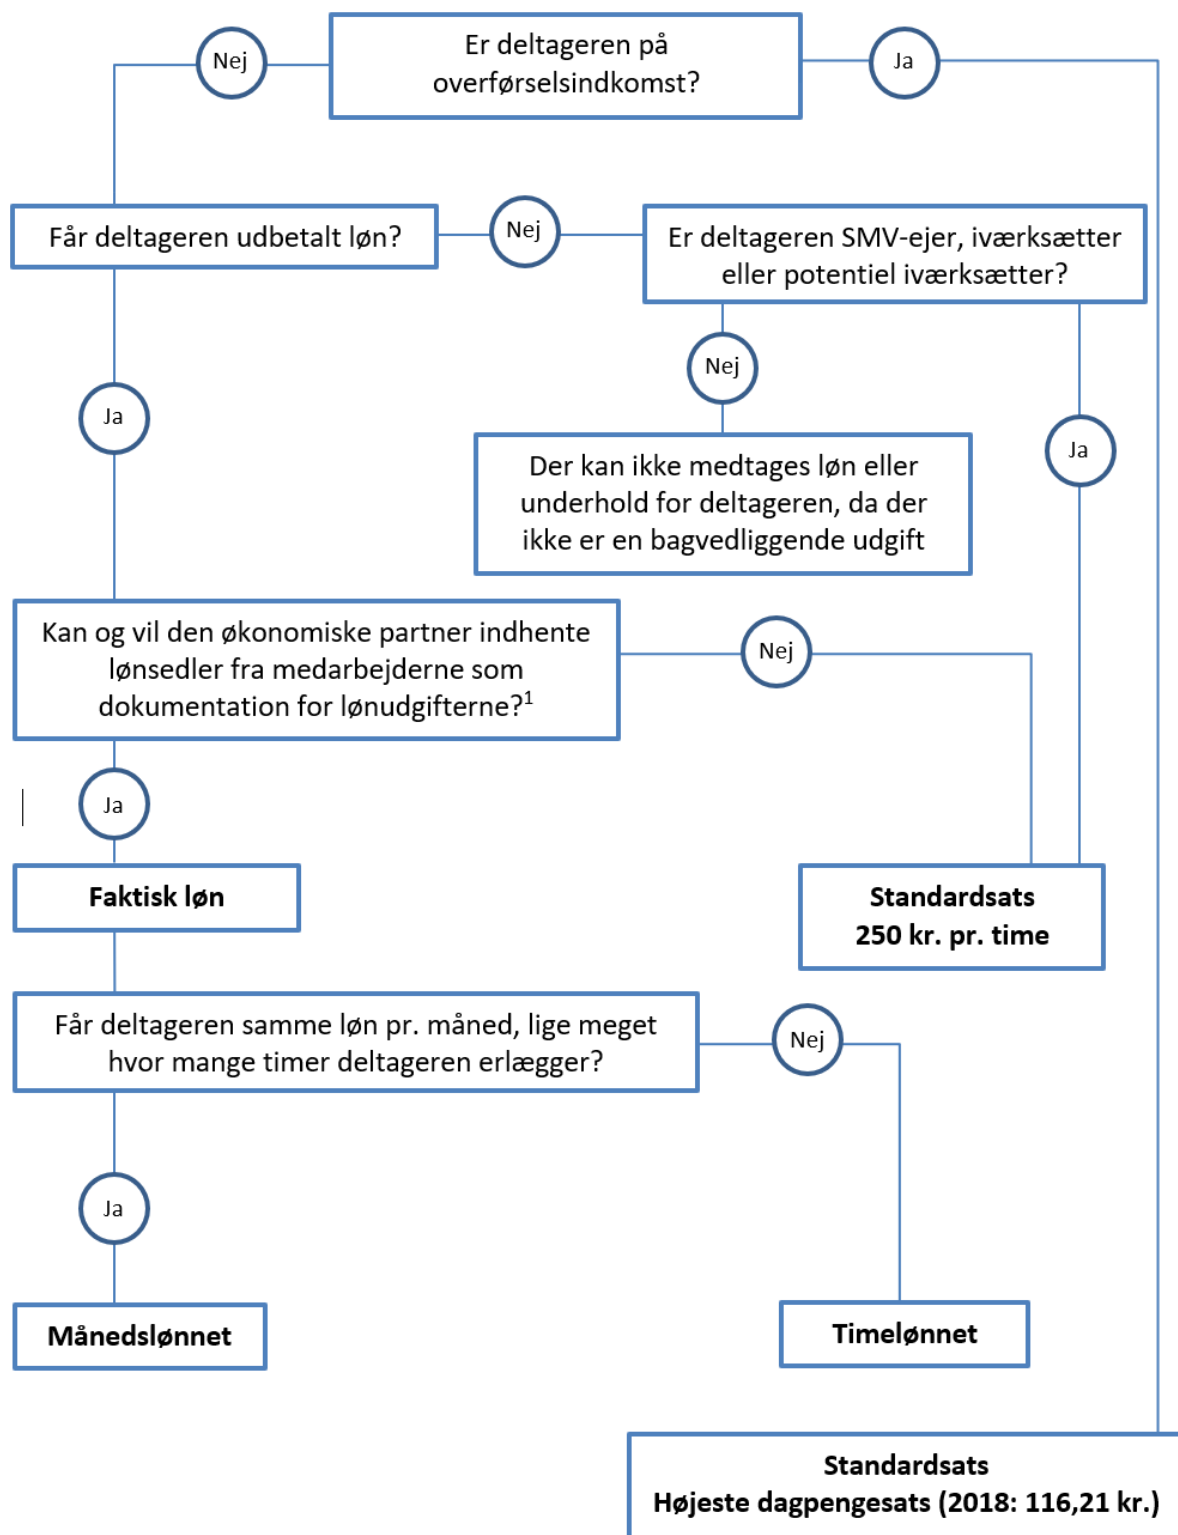 Er deltageren på
overførselsindkomst?
Nej
Ja
Får deltageren udbetalt løn?
Nej
Er deltageren SMV-ejer, iværksætter
eller potentiel iværksætter?
Nej
Ja
Ja
Der kan ikke medtages løn eller
underhold for deltageren, da der
ikke er en bagvedliggende udgift
Kan og vil den økonomiske partner indhente
lønsedler fra medarbejderne som
dokumentation for lønudgifterne?¹
Nej
Ja
Faktisk løn
Standardsats
250 kr. pr. time
Får deltageren samme løn pr. måned, lige meget
hvor mange timer deltageren erlægger?
Nej
Ja
Månedslønnet
Timelønnet
Standardsats
Højeste dagpengesats (2018: 116,21 kr.)